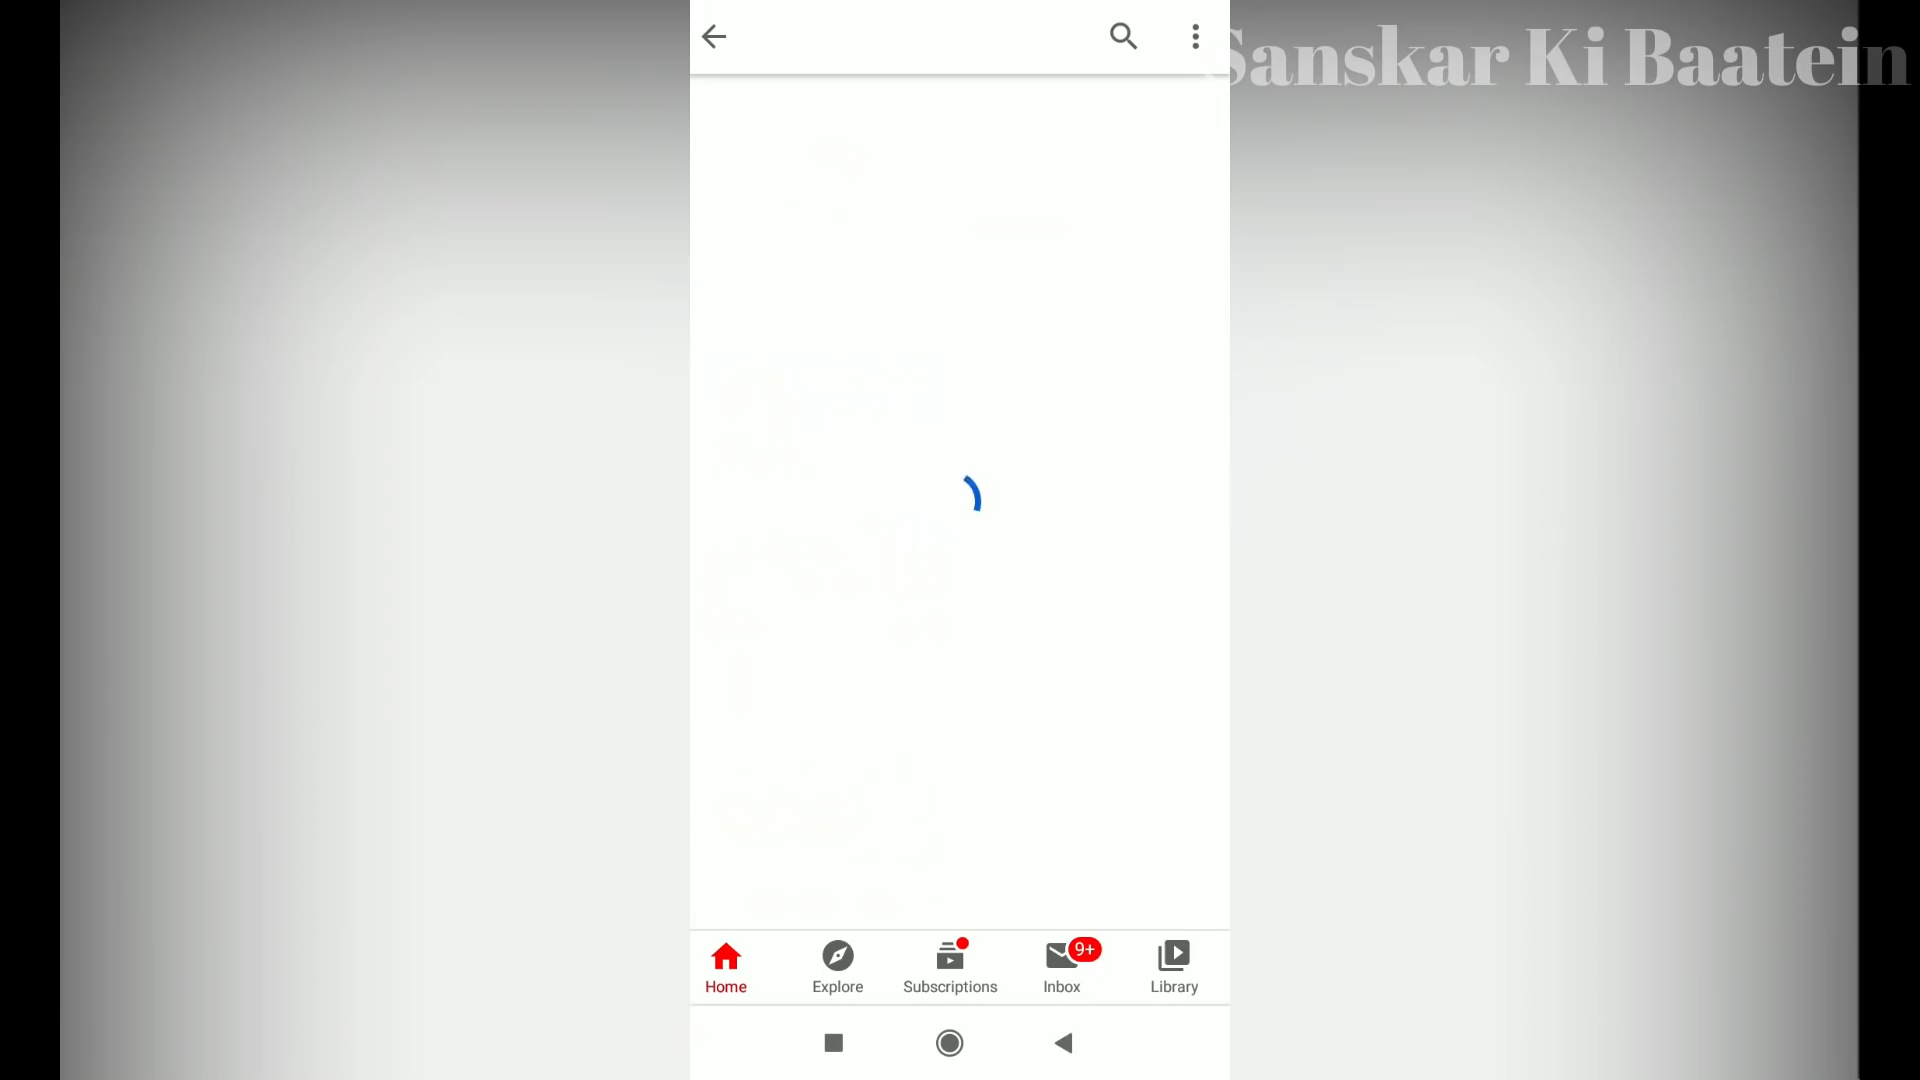 Sanskar Ki Baatein
9+
Home
Explore
Subscriptions
Inbox
Library